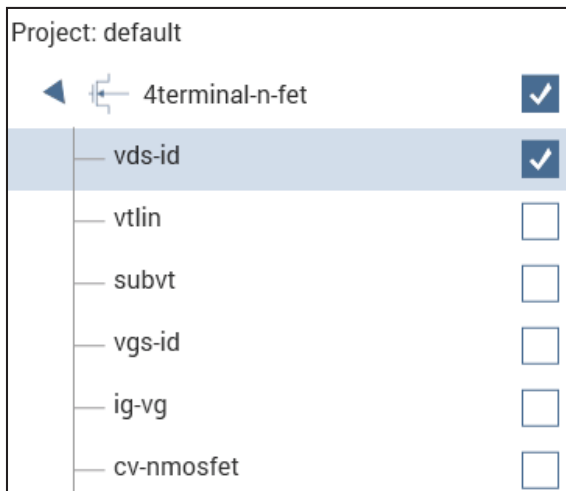 Project: default
4terminal-n-fet
vds-id
vtlin
subvt
vgs-id
ig-vg
cv-nmosfet